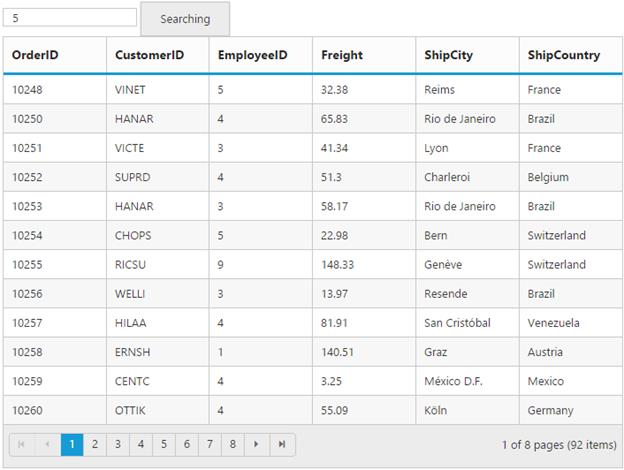 5 Searching
OrderID CustomerID EmployeeID Freight ShipCity ShipCountry
10248 VINET 5 32.38 Reims France
10250 HANAR 4 65.83 Rio de Janeiro Brazil
10251 VICTE 3 41.34 Lyon France
10252 SUPRD 4 51.3 Charleroi Belgium
10253 HANAR 3 58.17 Rio de Janeiro Brazil
10254 CHOPS 5 22.98 Bern Switzerland
10255 RICSU 9 148.33 Genève Switzerland
10256 WELLI 3 13.97 Resende Brazil
10257 HILAA 4 81.91 San Cristóbal Venezuela
10258 ERNSH 1 140.51 Graz Austria
10259 CENTC 4 3.25 México D.F. Mexico
10260 OTTIK 4 55.09 Köln Germany
1 2 3 4 5 6 7 8 1 of 8 pages (92 items)